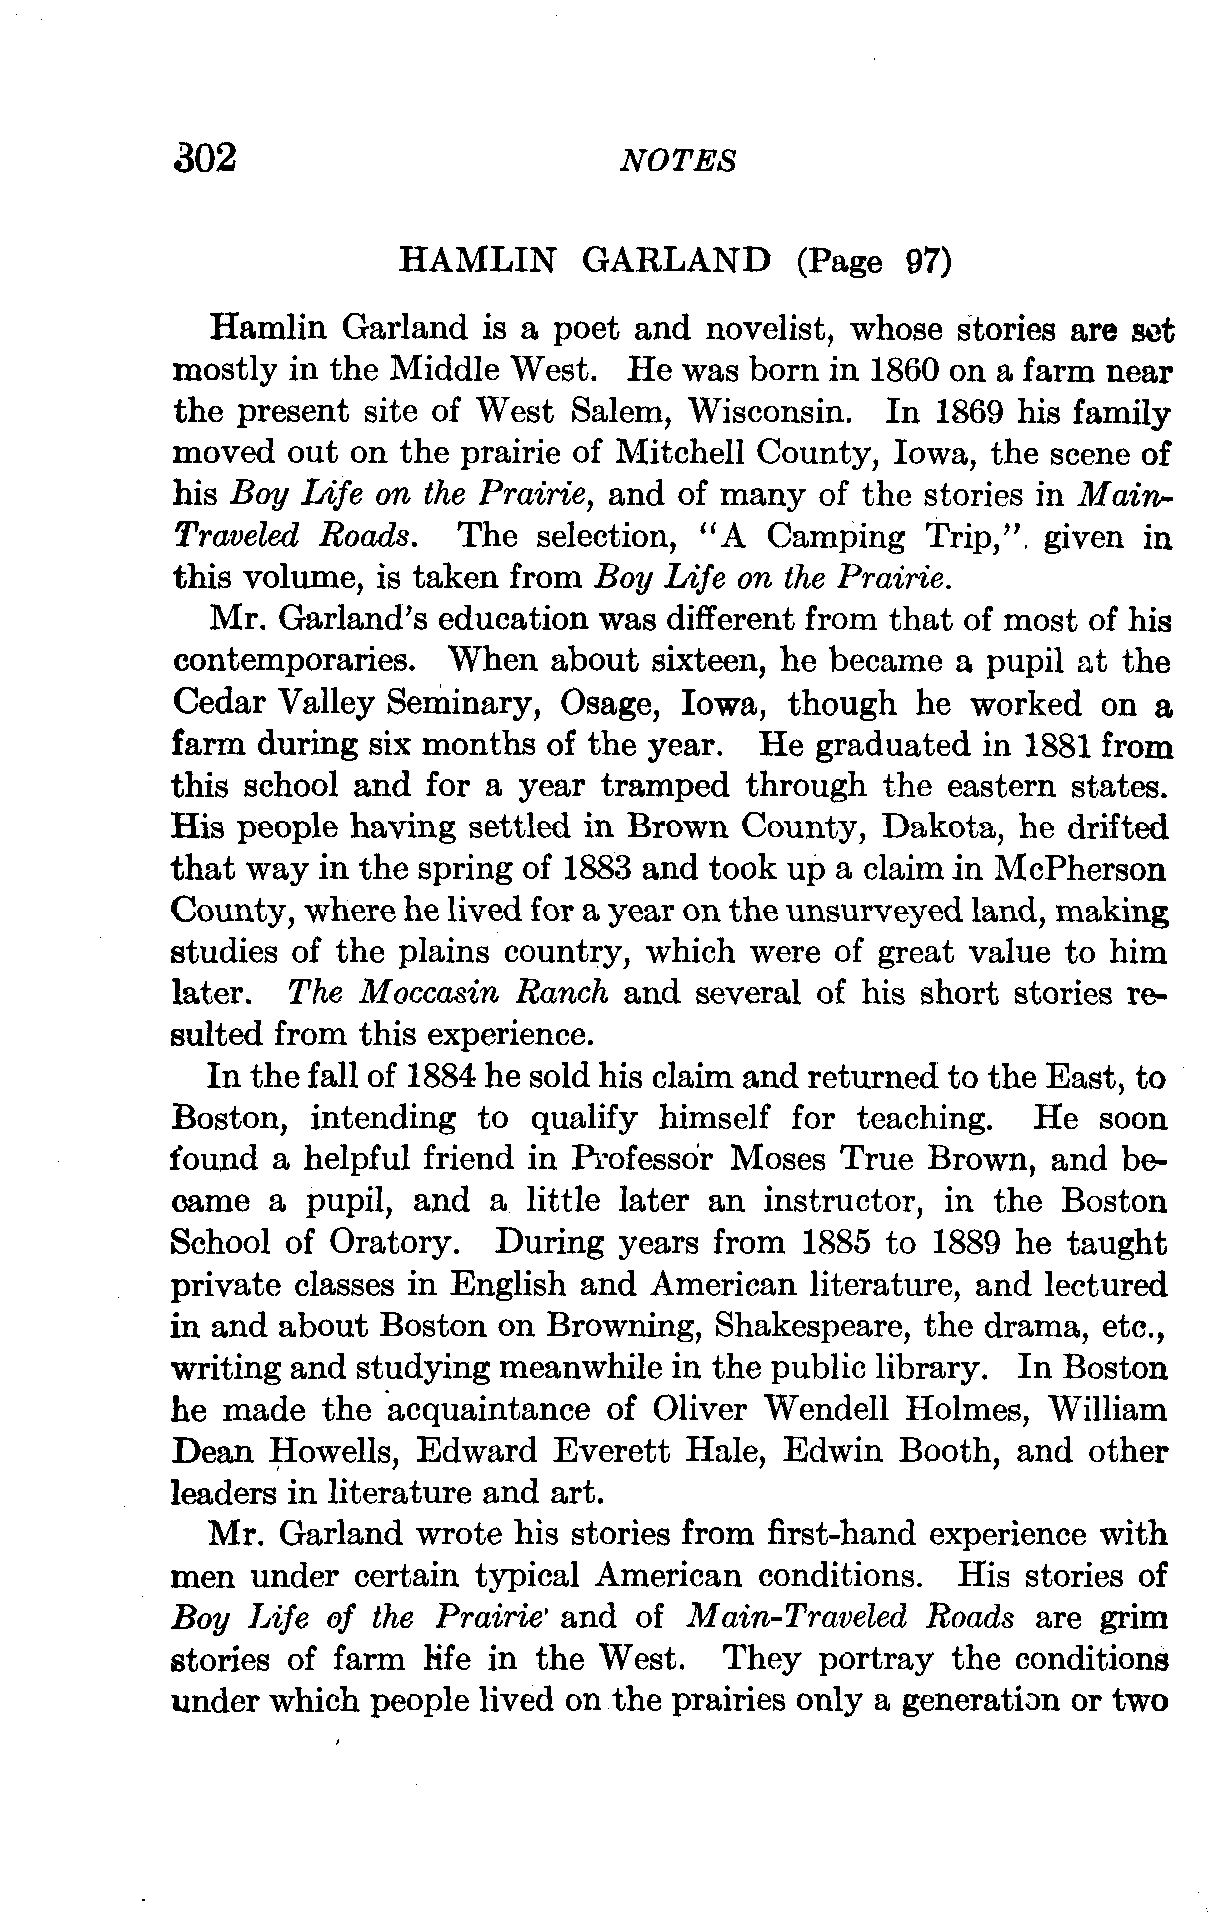 302 NOTES
HAMLIN GARLAND (Page 97)
Hamlin Garland is a poet and novelist, whose stories are set
mostly in the Middle West. He was born in 1860 on a farm near
the present site of West Salem, Wisconsin. In 1869 his family
moved out on the prairie of Mitchell County, Iowa, the scene of
his Boy Life on the Prairie, and of many of the stories in Main-
Traveled Roads. The selection, "A Camping Trip," given in
this volume, is taken from Boy Life on the Prairie.
Mr. Garland's education was different from that of most of his
contemporaries. When about sixteen, he became a pupil at the
Cedar Valley Seminary, Osage, Iowa, though he worked on a
farm during six months of the year. He graduated in 1881 from
this school and for a year tramped through the eastern states.
His people having settled in Brown County, Dakota, he drifted
that way in the spring of 1883 and took up a claim in McPherson
County, where he lived for a year on the unsurveyed land, making
studies of the plains country, which were of great value to him
later. The Moccasin Ranch and several of his short stories re-
sulted from this experience.
In the fall of 1884 he sold his claim and returned to the East, to
Boston, intending to qualify himself for teaching. He soon
found a helpful friend in Professor Moses True Brown, and be-
came a pupil, and a little later an instructor, in the Boston
School of Oratory. During years from 1885 to 1889 he taught
private classes in English and American literature, and lectured
in and about Boston on Browning, Shakespeare, the drama, etc.,
writing and studying meanwhile in the public library. In Boston
he made the acquaintance of Oliver Wendell Holmes, William
Dean Howells, Edward Everett Hale, Edwin Booth, and other
leaders in literature and art.
Mr. Garland wrote his stories from first-hand experience with
men under certain typical American conditions. His stories of
Boy Life of the Prairie and of Main-Traveled Roads are grim
stories of farm life in the West. They portray the conditions
under which people lived on the prairies only a generation or two